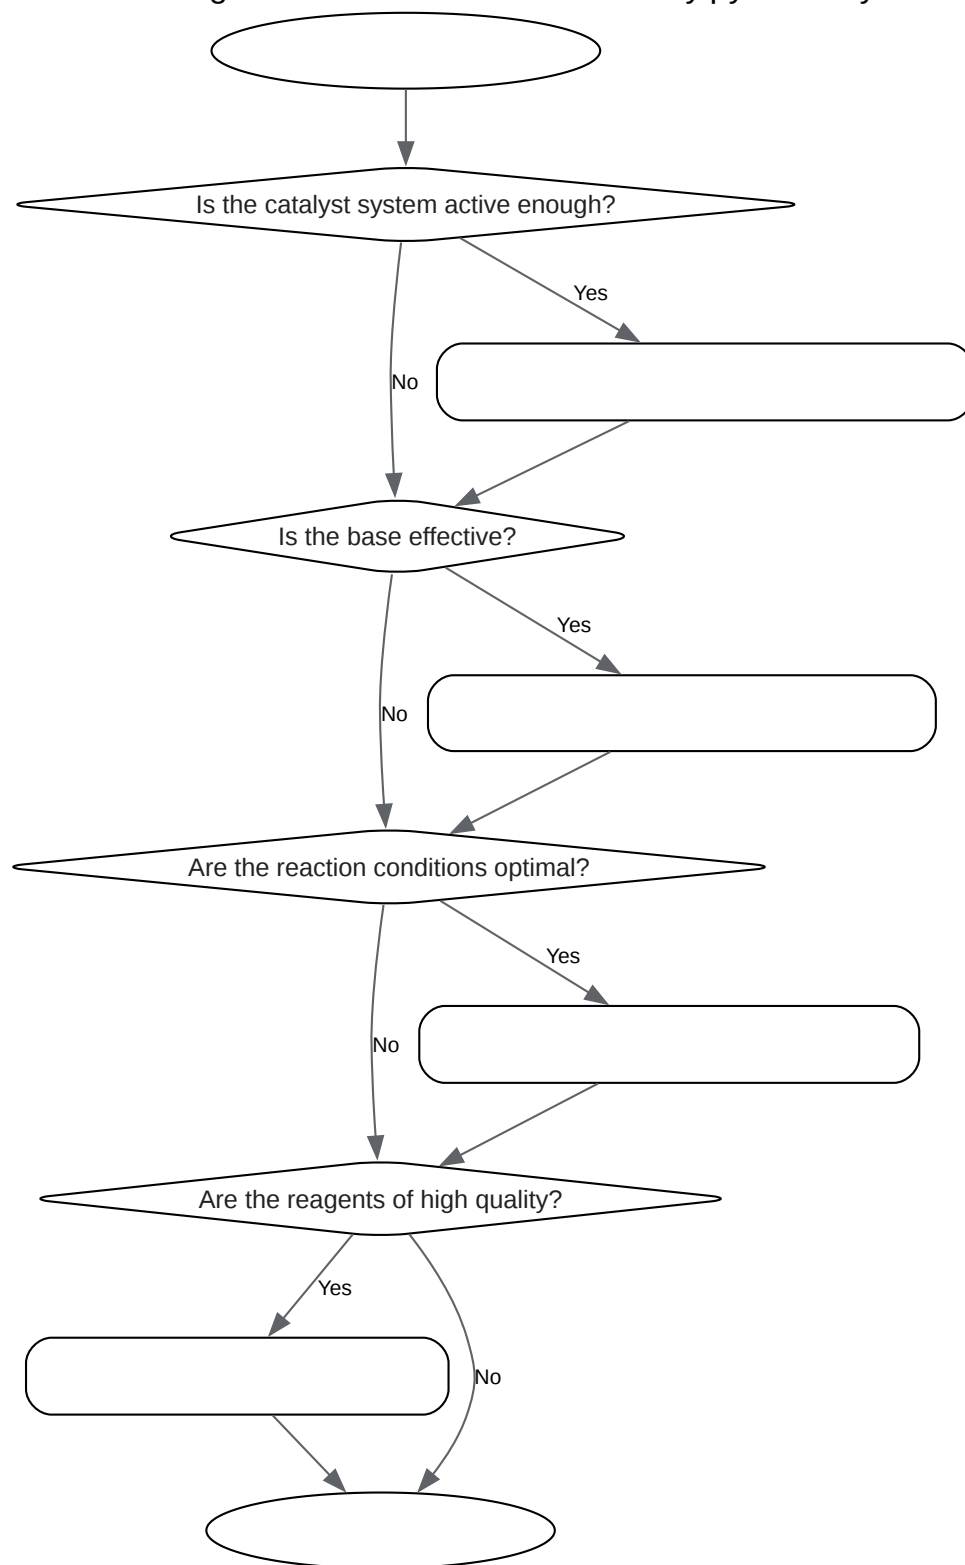 Is the catalyst system active enough?
Yes
No
Is the base effective?
Yes
No
Are the reaction conditions optimal?
Yes
No
Are the reagents of high quality?
Yes
No